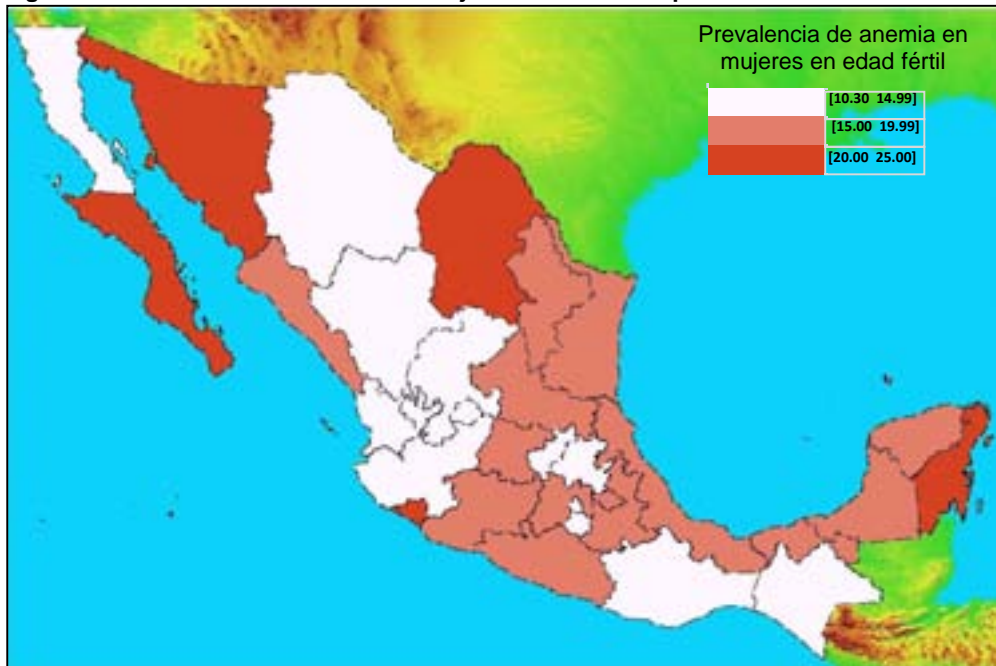 Prevalencia de anemia en
mujeres en edad fértil
[10.30 14.99]
[15.00 19.99]
[20.00 25.00]